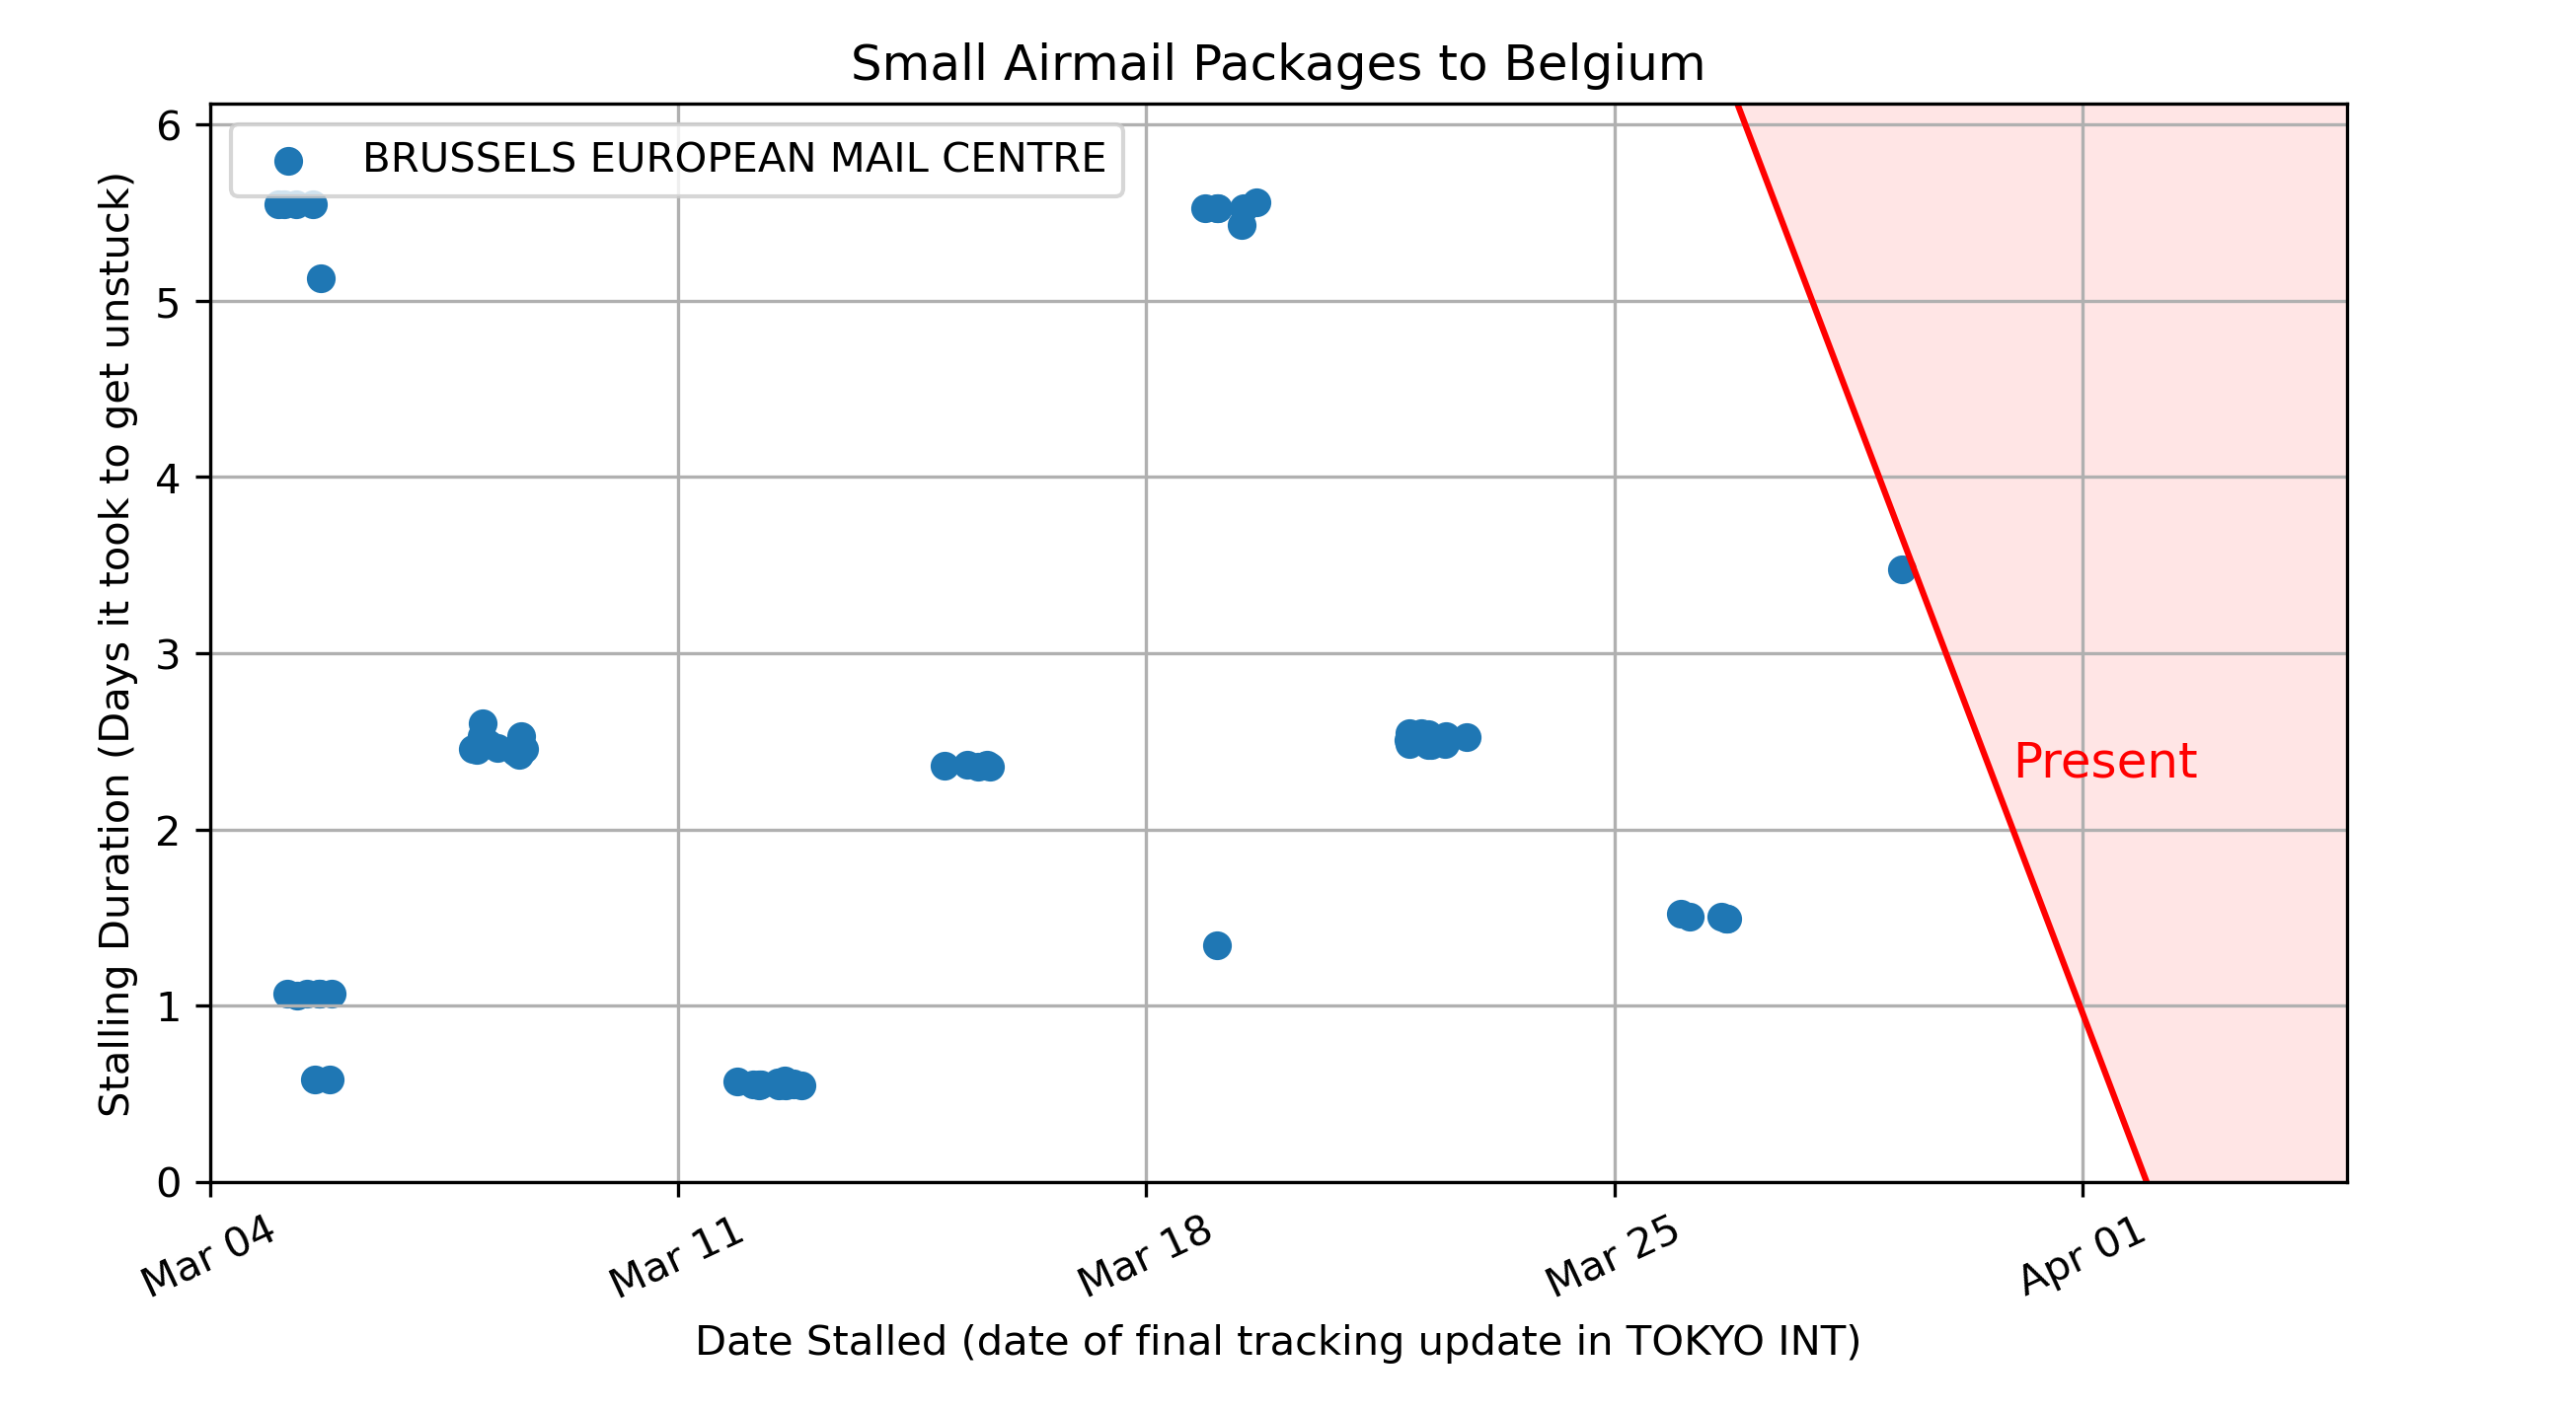 Small Airmail Packages to Belgium
BRUSSELS EUROPEAN MAIL CENTRE
Stalling Duration (Days it took to get unstuck)
6
5
4
3
2
1
0
Present
Mar 04
Mar 11
Mar 18
Mar 25
Apr 01
Date Stalled (date of final tracking update in TOKYO INT)